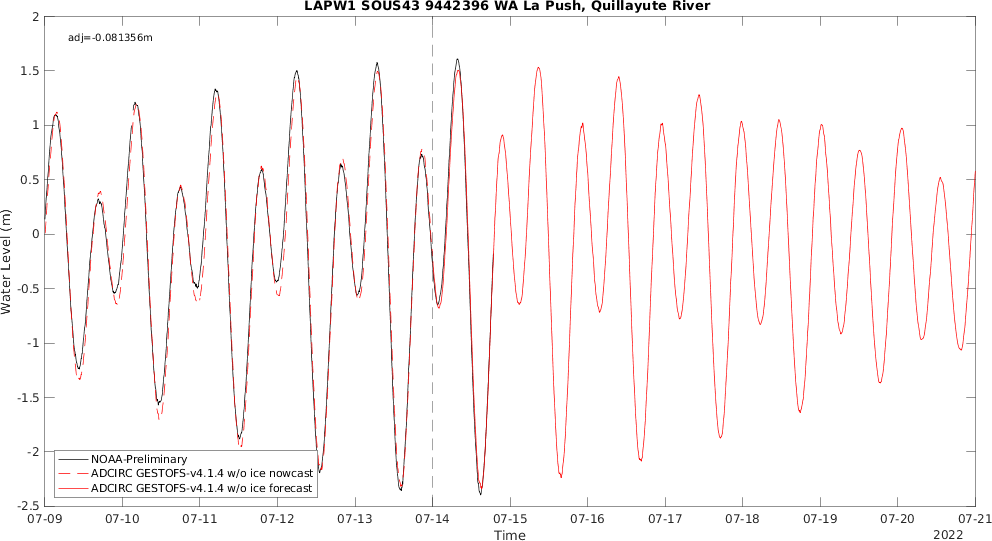 LAPW1 SOUS43 9442396 WA La Push, Quillayute River
adj=-0.081356m
2
1.5
1
0.5
0
-0.5
-1
-1.5
-2
-2.5
Water Level (m)
NOAA-Preliminary
ADCIRC GESTOFS-v4.1.4 w/o ice nowcast
ADCIRC GESTOFS-v4.1.4 w/o ice forecast
07-09 07-10 07-11 07-12 07-13 07-14 07-15 07-16 07-17 07-18 07-19 07-20 07-21
Time
2022